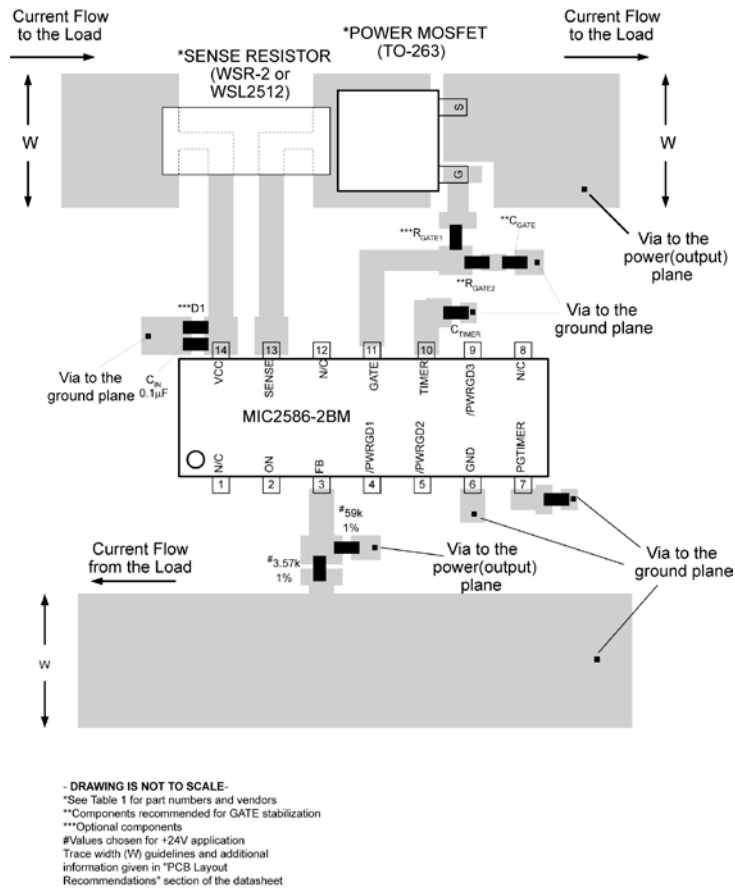 Current Flow
to the Load
*SENSE RESISTOR
(WSR-2 or
WSL2512)
*POWER MOSFET
(TO-263)
Current Flow
to the Load
W
S
G
W
***R_GATE1
**C_GATE
**R_GATE2
Via to the
power(output)
plane
***D1
C_TIMER
Via to the
ground plane
Via to the
ground plane
C_IN
0.1µF
14
13
12
11
10
9
8
VCC
SENSE
N/C
GATE
TIMER
/PWRGD3
N/C
MIC2586-2BM
N/C
ON
FB
/PWRGD1
/PWRGD2
GND
PGTIMER
1
2
3
4
5
6
7
#59k
1%
#3.57k
1%
Current Flow
from the Load
Via to the
power(output)
plane
Via to the
ground plane
W
- DRAWING IS NOT TO SCALE-
*See Table 1 for part numbers and vendors
**Components recommended for GATE stabilization
***Optional components
#Values chosen for +24V application
Trace width (W) guidelines and additional
information given in "PCB Layout
Recommendations" section of the datasheet